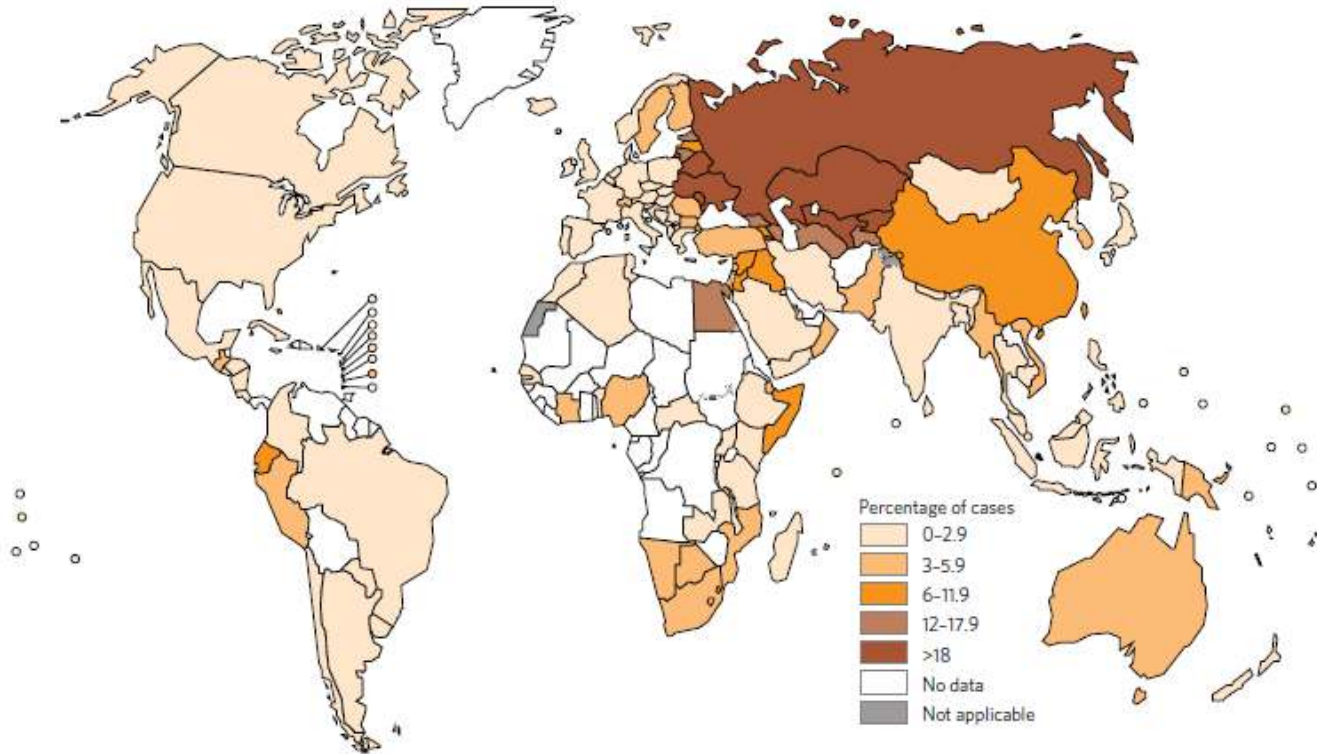 Percentage of cases
0–2.9
3–5.9
6–11.9
12–17.9
>18
No data
Not applicable